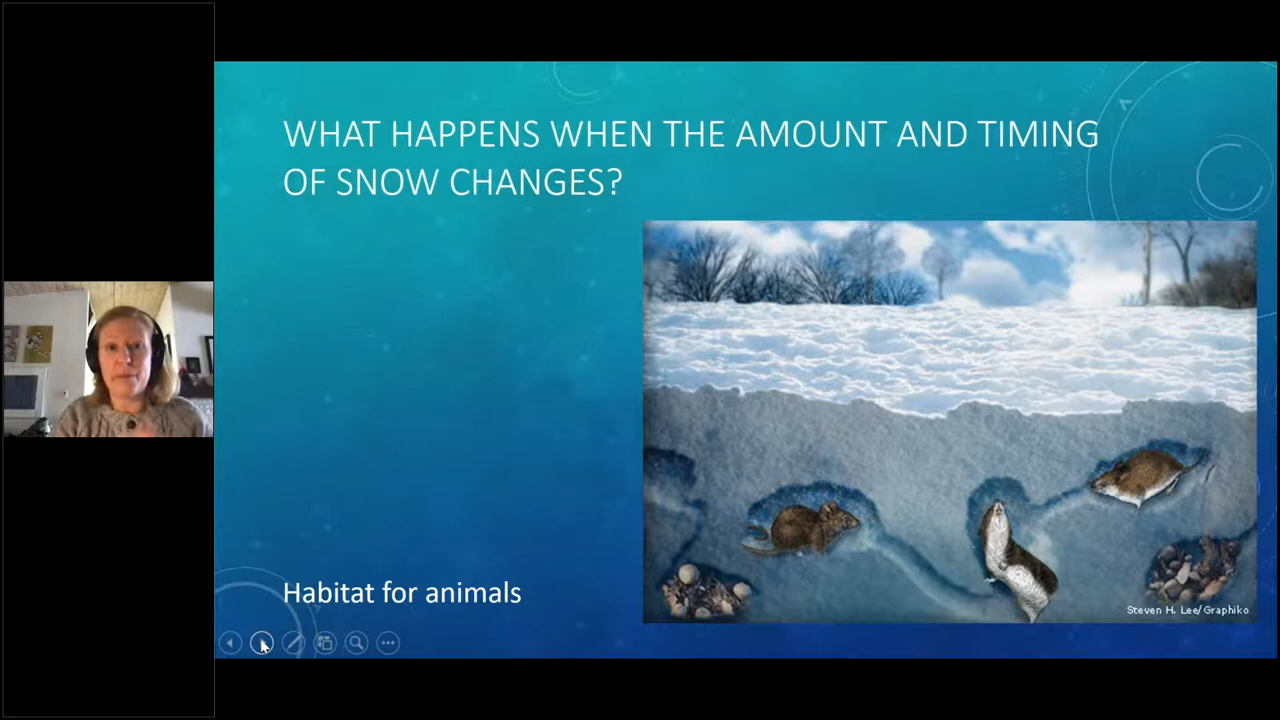 WHAT HAPPENS WHEN THE AMOUNT AND TIMING
OF SNOW CHANGES?
Habitat for animals
Steven H. Lee/Graphiko